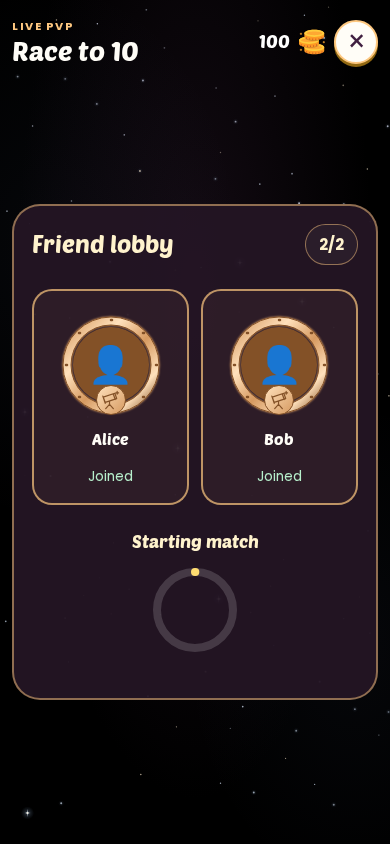 LIVE PVP
Race to 10
100
×
Friend lobby
2/2
Alice
Bob
Joined
Joined
Starting match